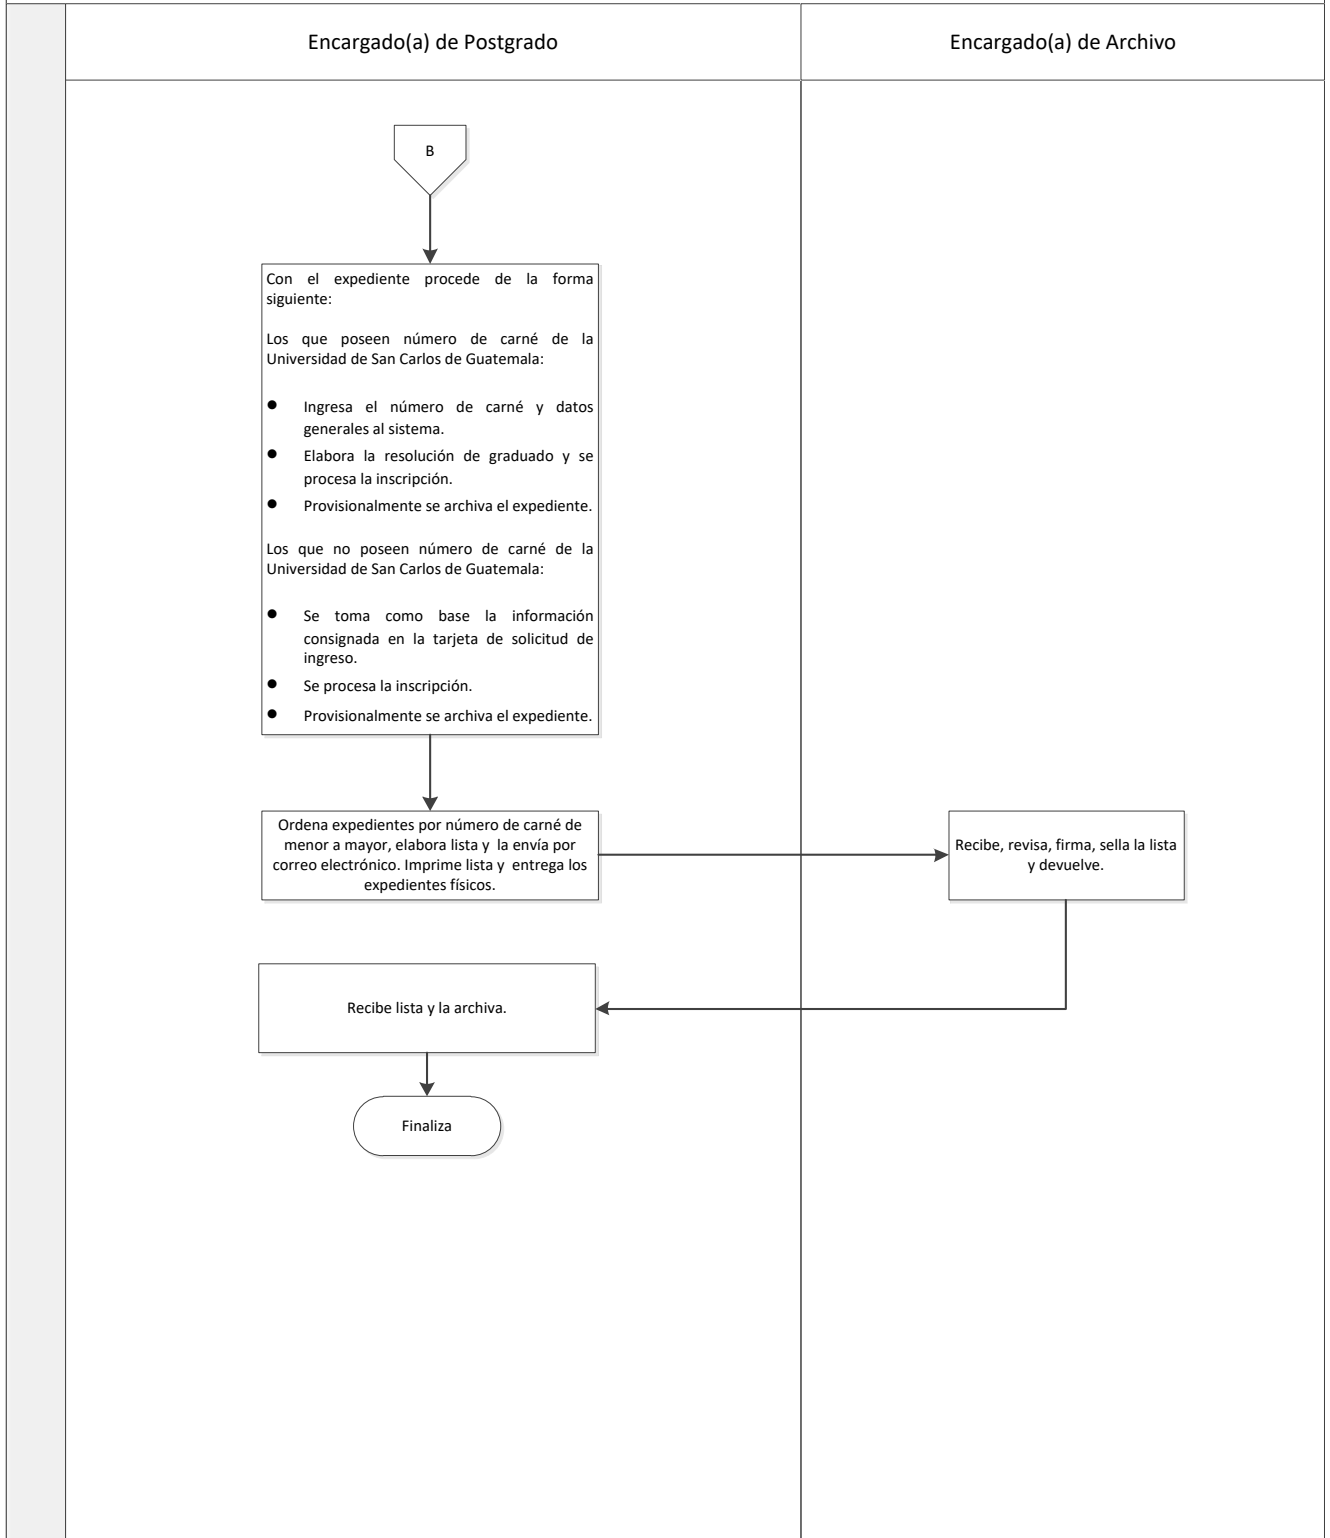 Encargado(a) de Postgrado
Encargado(a) de Archivo
B
Con el expediente procede de la forma
siguiente:
Los que poseen número de carné de la
Universidad de San Carlos de Guatemala:
● Ingresa el número de carné y datos
generales al sistema.
● Elabora la resolución de graduado y se
procesa la inscripción.
● Provisionalmente se archiva el expediente.
Los que no poseen número de carné de la
Universidad de San Carlos de Guatemala:
● Se toma como base la información
consignada en la tarjeta de solicitud de
ingreso.
● Se procesa la inscripción.
● Provisionalmente se archiva el expediente.
Ordena expedientes por número de carné de
menor a mayor, elabora lista y la envía por
correo electrónico. Imprime lista y entrega los
expedientes físicos.
Recibe, revisa, firma, sella la lista
y devuelve.
Recibe lista y la archiva.
Finaliza